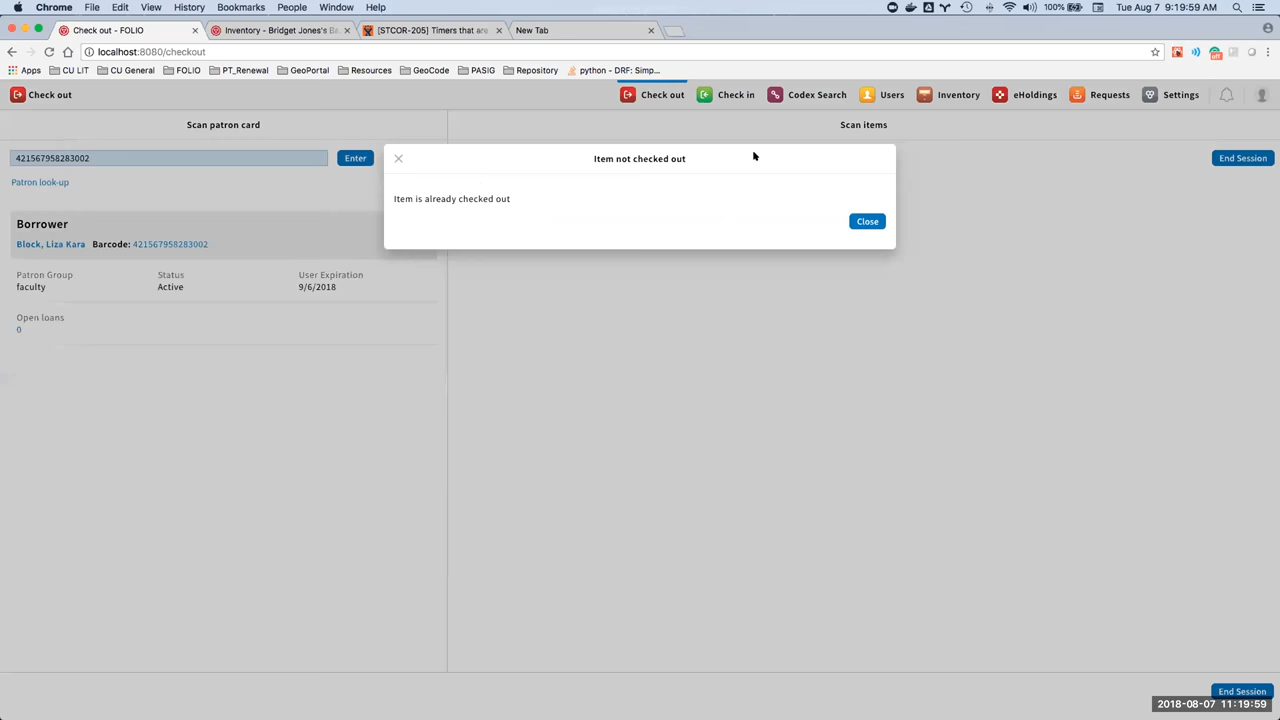 Chrome File Edit View History Bookmarks People Window Help 100% Tue Aug 7 9:19:59 AM
Check out - FOLIO Inventory - Bridget Jones's Ba [STCOR-205] Timers that are New Tab
localhost:8080/checkout
Apps CU LIT CU General FOLIO PT_Renewal GeoPortal Resources GeoCode PASIG Repository python - DRF: Simp...
Check out Check out Check in Codex Search Users Inventory eHoldings Requests Settings
Scan patron card Scan items
421567958283002 Enter End Session
Item not checked out
Patron look-up
Item is already checked out
Close
Borrower
Block, Liza Kara Barcode: 421567958283002
Patron Group Status User Expiration
faculty Active 9/6/2018
Open loans
0
End Session
2018-08-07 11:19:59